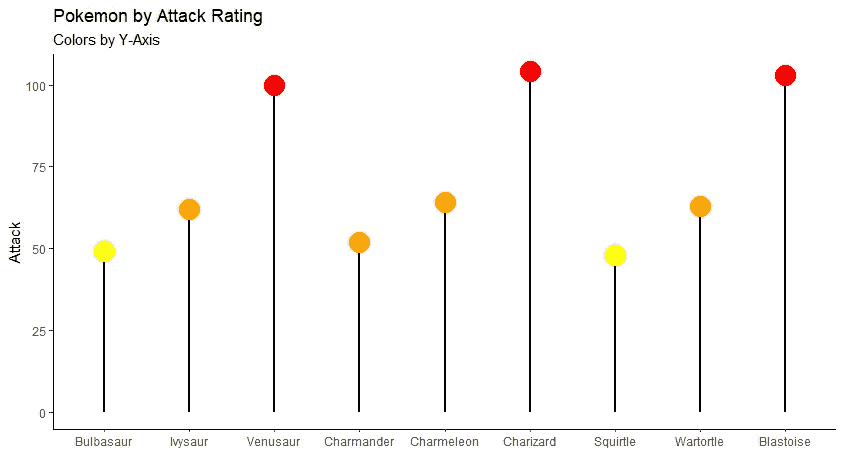 Pokemon by Attack Rating
Colors by Y-Axis
Attack
100
75
50
25
0
Bulbasaur Ivysaur Venusaur Charmander Charmeleon Charizard Squirtle Wartortle Blastoise